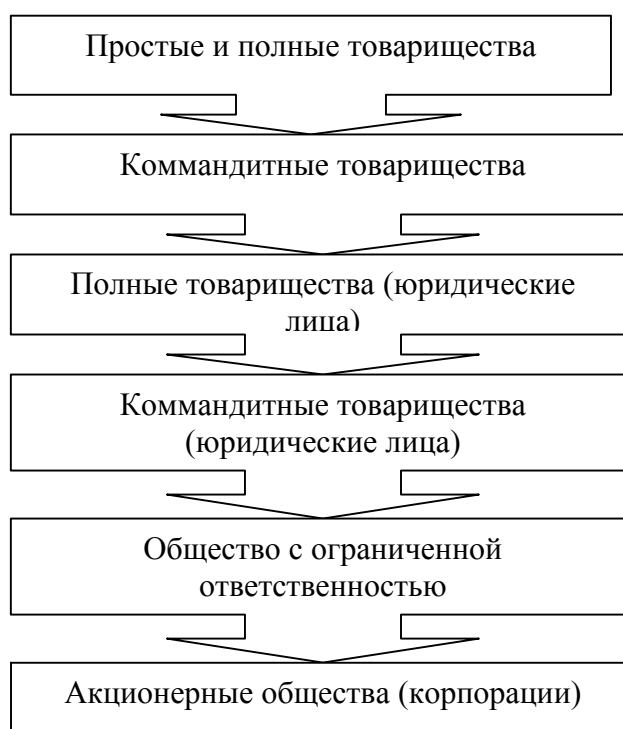 Простые и полные товарищества
Коммандитные товарищества
Полные товарищества (юридические
лица)
Коммандитные товарищества
(юридические лица)
Общество с ограниченной
ответственностью
Акционерные общества (корпорации)